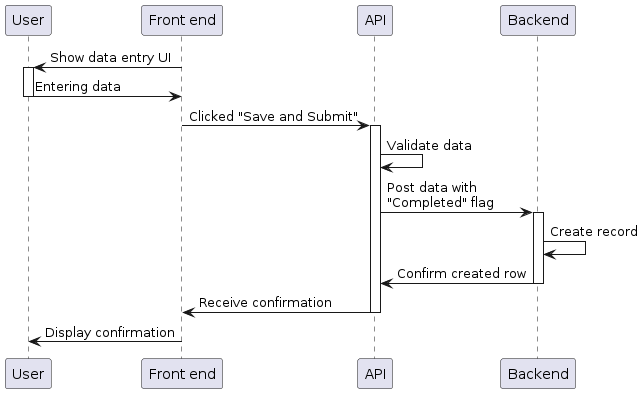 User
Front end
API
Backend
Show data entry UI
Entering data
Clicked "Save and Submit"
Validate data
Post data with
"Completed" flag
Create record
Confirm created row
Receive confirmation
Display confirmation
User
Front end
API
Backend